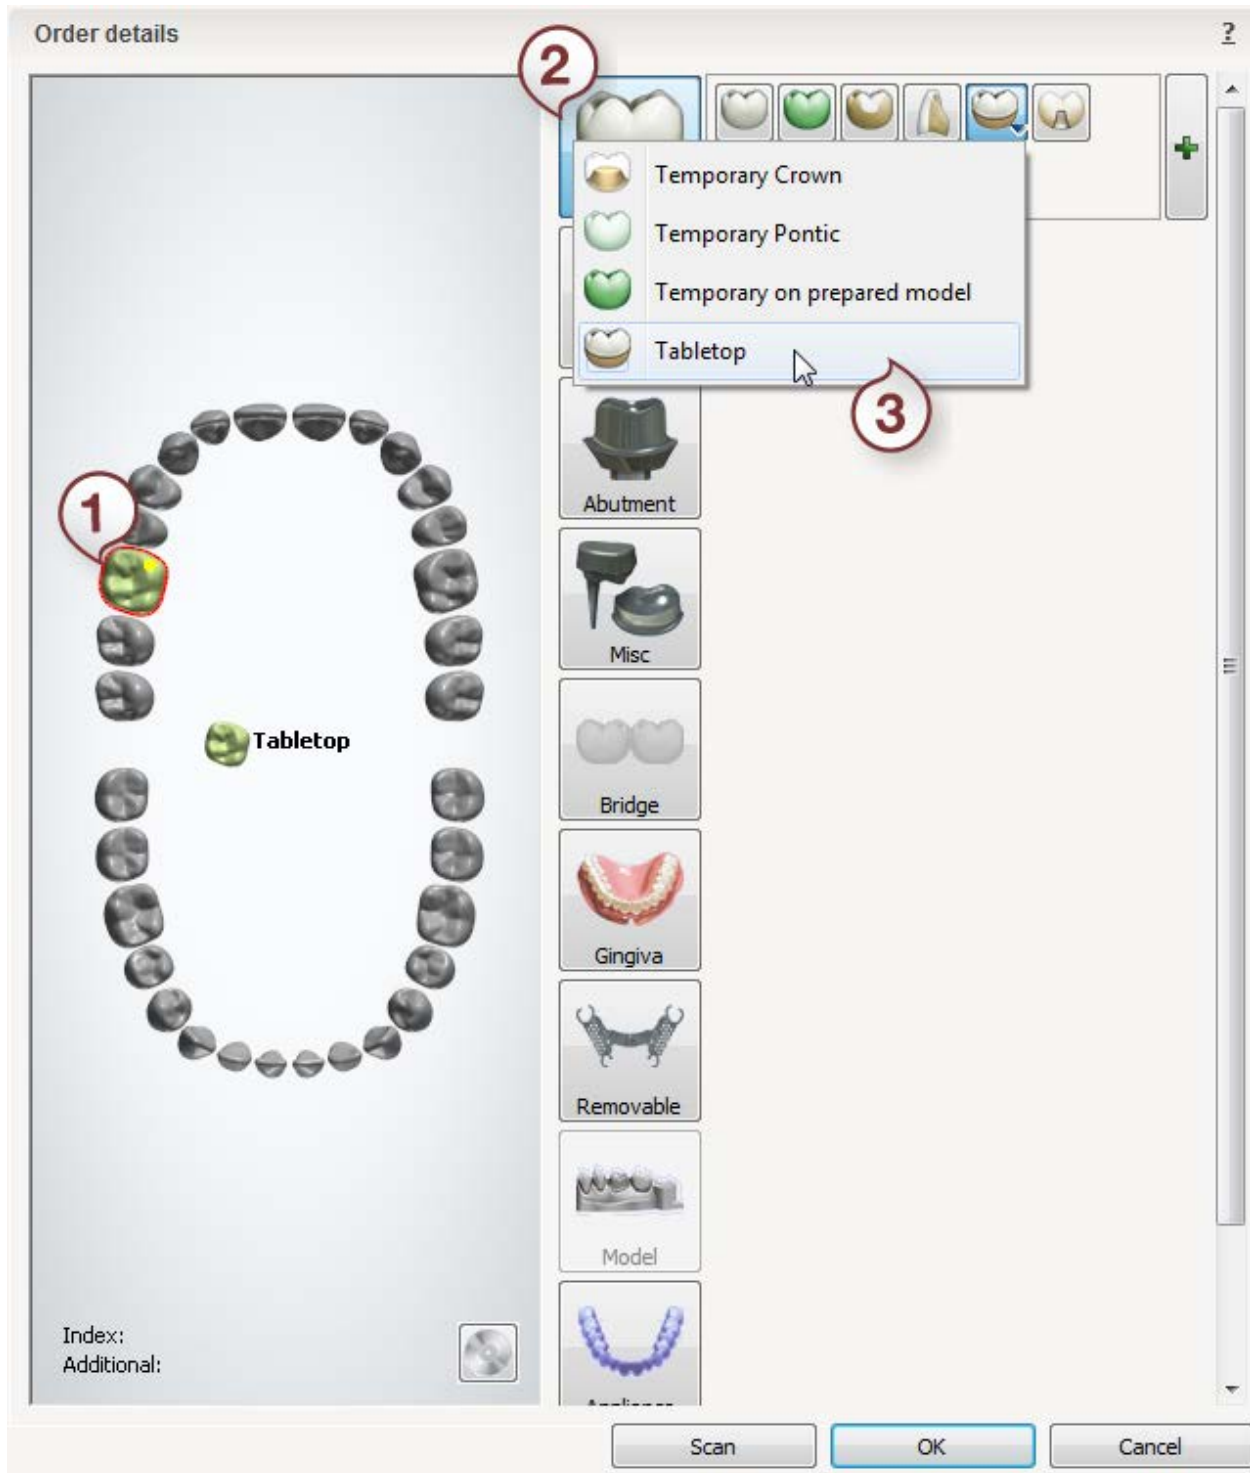 Order details
?
2
Temporary Crown
Temporary Pontic
Temporary on prepared model
Tabletop
3
1
Abutment
Misc
Tabletop
Bridge
Gingiva
Removable
Model
Index:
Additional:
Appliance
Scan
OK
Cancel